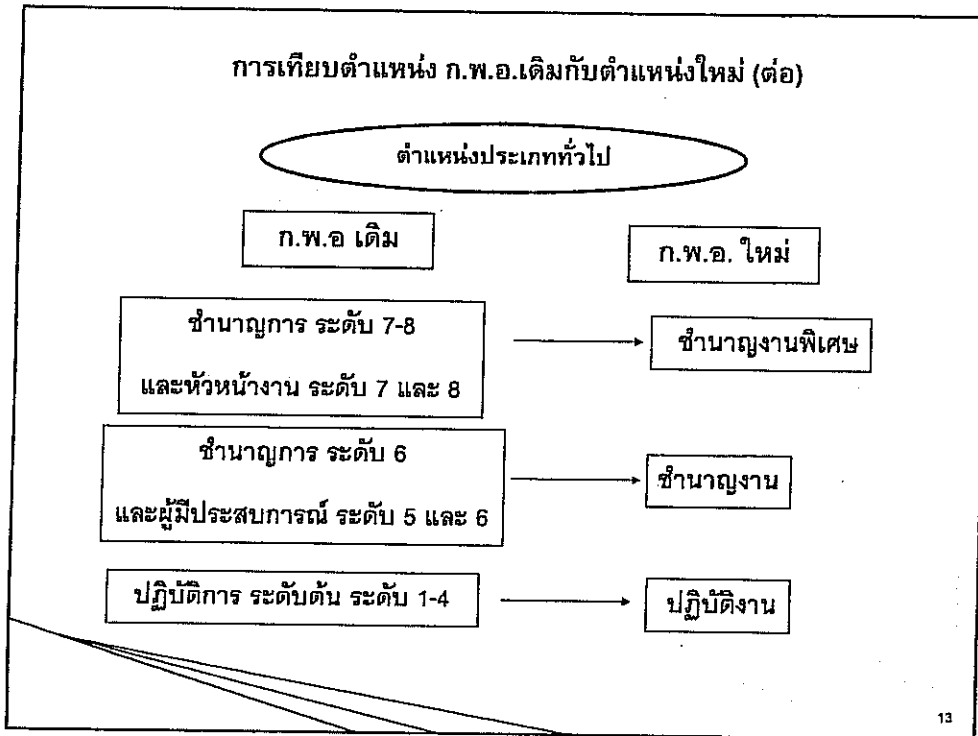 การเทียบตำแหน่ง ก.พ.อ.เดิมกับตำแหน่งใหม่ (ต่อ)
ตำแหน่งประเภททั่วไป
ก.พ.อ เดิม
ก.พ.อ. ใหม่
ชำนาญการ ระดับ 7-8
และหัวหน้างาน ระดับ 7 และ 8
ชำนาญงานพิเศษ
ชำนาญการ ระดับ 6
และผู้มีประสบการณ์ ระดับ 5 และ 6
ชำนาญงาน
ปฏิบัติการ ระดับต้น ระดับ 1-4
ปฏิบัติงาน
13